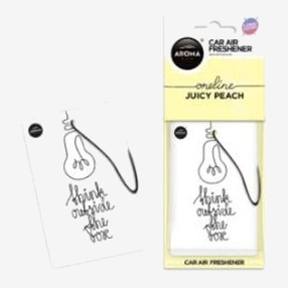 AROMA
CAR AIR
FRESHENER
oneline
JUICY PEACH
think
outside
the
box
think
outside
the
box
CAR AIR FRESHENER